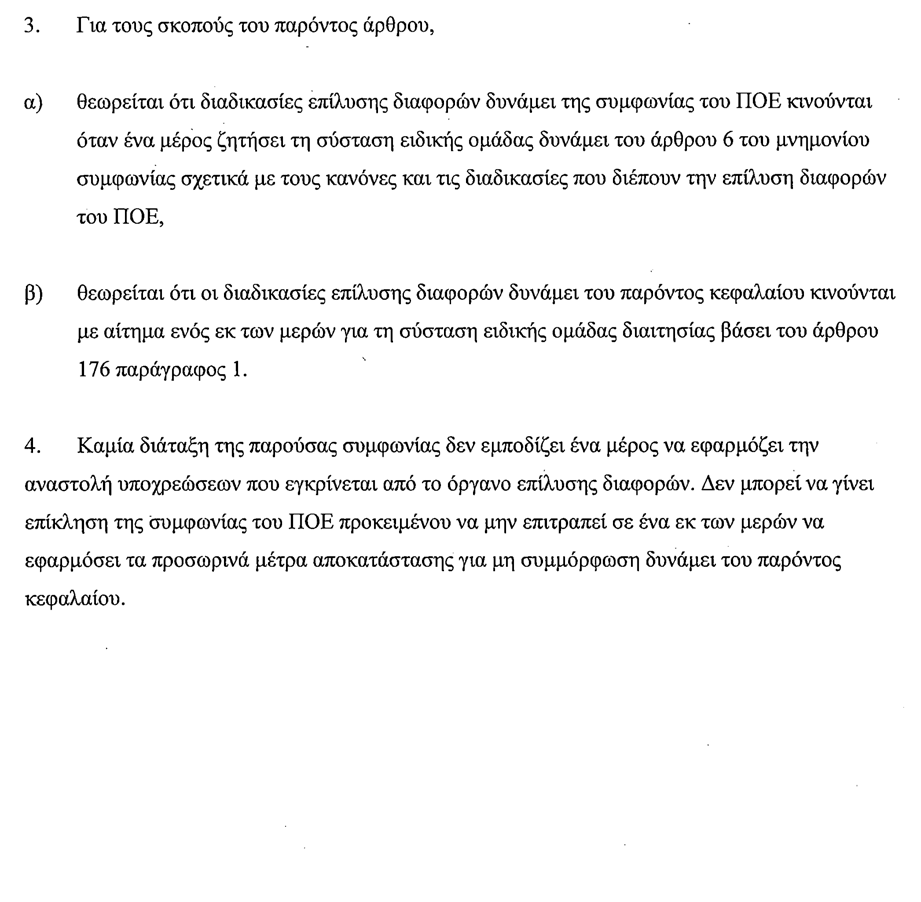 3. Για τους σκοπούς του παρόντος άρθρου,
α) θεωρείται ότι διαδικασίες επίλυσης διαφορών δυνάμει της συμφωνίας του ΠΟΕ κινούνται
όταν ένα μέρος ζητήσει τη σύσταση ειδικής ομάδας δυνάμει του άρθρου 6 του μνημονίου
συμφωνίας σχετικά με τους κανόνες και τις διαδικασίες που διέπουν την επίλυση διαφορών
του ΠΟΕ,
β) θεωρείται ότι οι διαδικασίες επίλυσης διαφορών δυνάμει του παρόντος κεφαλαίου κινούνται
με αίτημα ενός εκ των μερών για τη σύσταση ειδικής ομάδας διαιτησίας βάσει του άρθρου
176 παράγραφος 1.
4. Καμία διάταξη της παρούσας συμφωνίας δεν εμποδίζει ένα μέρος να εφαρμόζει την
αναστολή υποχρεώσεων που εγκρίνεται από το όργανο επίλυσης διαφορών. Δεν μπορεί να γίνει
επίκληση της συμφωνίας του ΠΟΕ προκειμένου να μην επιτραπεί σε ένα εκ των μερών να
εφαρμόσει τα προσωρινά μέτρα αποκατάστασης για μη συμμόρφωση δυνάμει του παρόντος
κεφαλαίου.